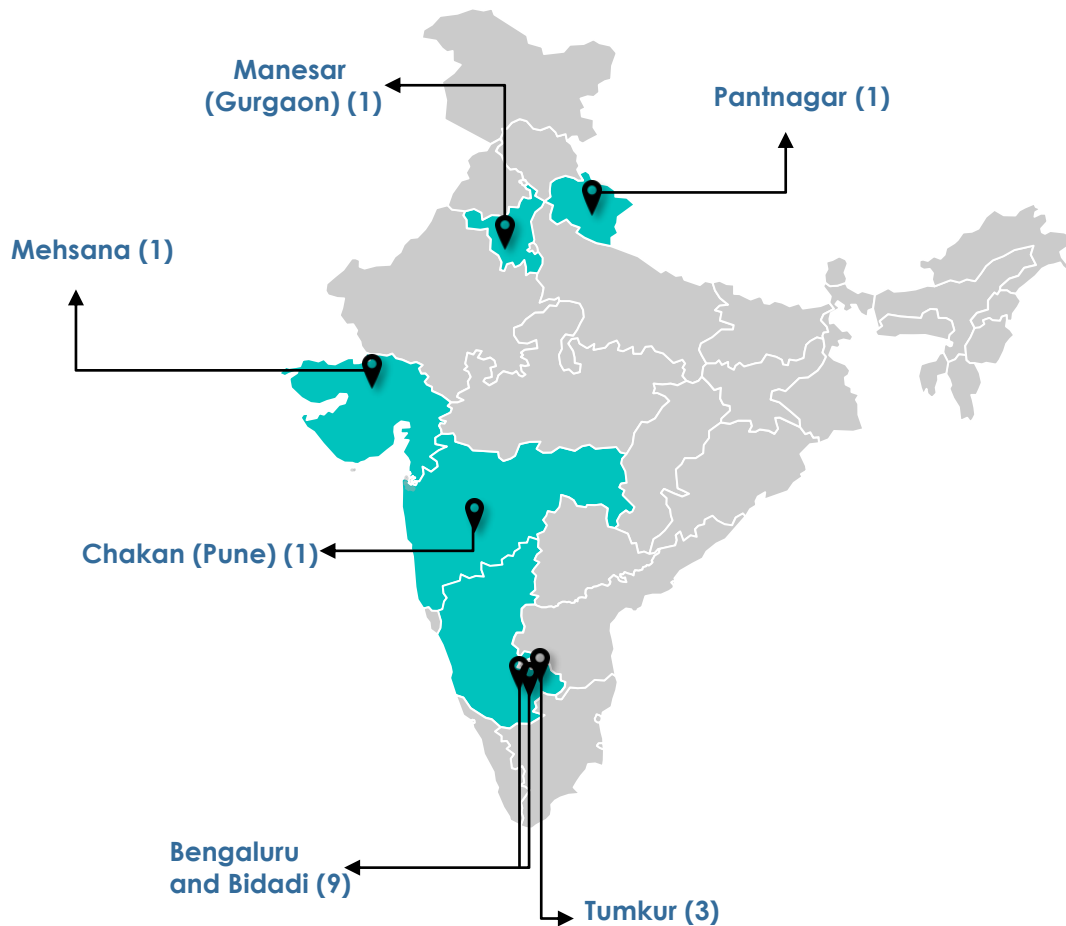 Manesar
(Gurgaon) (1)
Pantnagar (1)
Mehsana (1)
Chakan (Pune) (1)
Bengaluru
and Bidadi (9)
Tumkur (3)